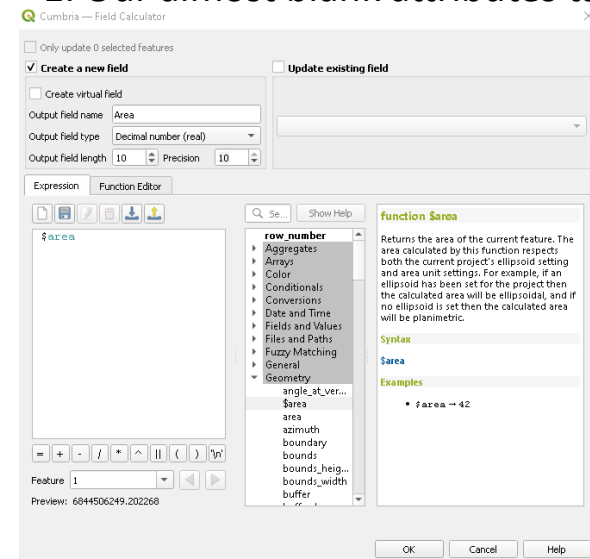 Cumbria — Field Calculator
Only update 0 selected features
Create a new field
Update existing field
Create virtual field
Output field name Area
Output field type Decimal number (real)
Output field length 10 Precision 10
Expression Function Editor
$area
= + - / * ^ || ( ) '\n'
Feature 1
Preview: 6844506249.202268
Se... Show Help
row_number
Aggregates
Arrays
Color
Conditionals
Conversions
Date and Time
Fields and Values
Files and Paths
Fuzzy Matching
General
Geometry
angle_at_ver...
$area
area
azimuth
boundary
bounds
bounds_heig...
bounds_width
buffer
function $area
Returns the area of the current feature. The
area calculated by this function respects
both the current project's ellipsoid setting
and area unit settings. For example, if an
ellipsoid has been set for the project then
the calculated area will be ellipsoidal, and if
no ellipsoid is set then the calculated area
will be planimetric.
Syntax
$area
Examples
• $area → 42
OK Cancel Help